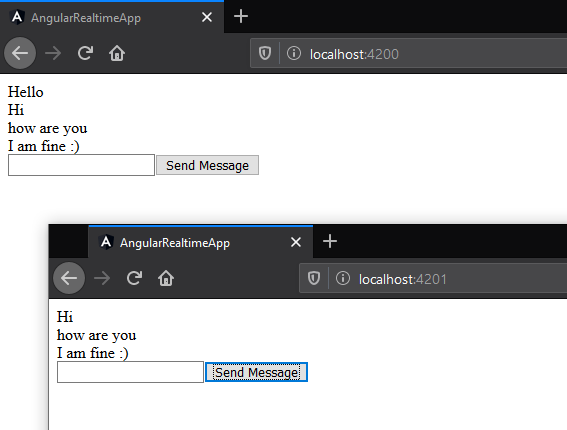 AngularRealtimeApp
localhost:4200
Hello
Hi
how are you
I am fine :)
Send Message
AngularRealtimeApp
localhost:4201
Hi
how are you
I am fine :)
Send Message